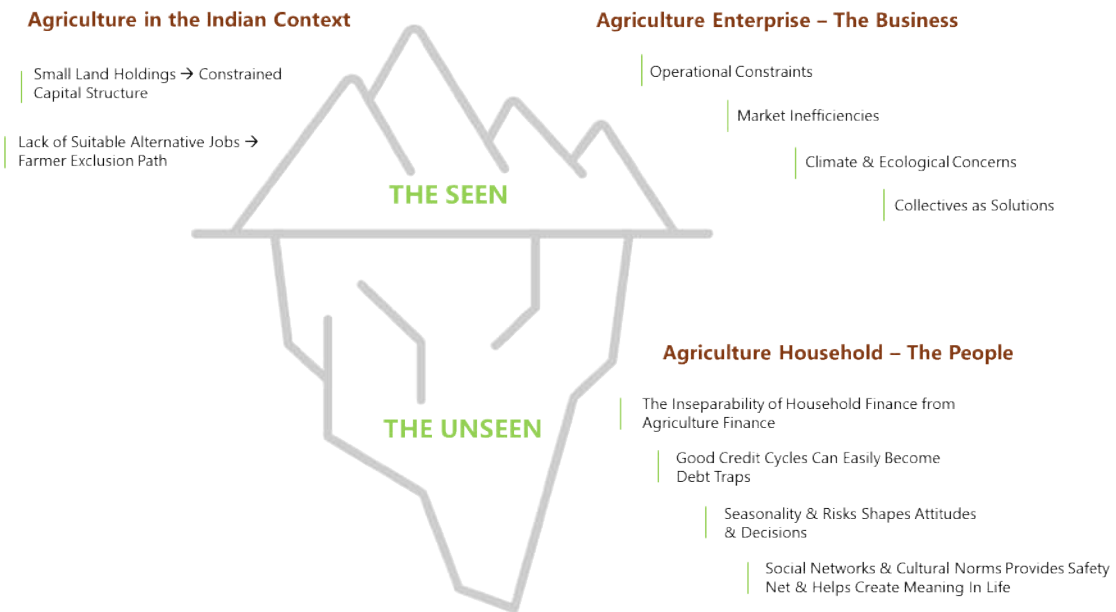 Agriculture in the Indian Context
Small Land Holdings → Constrained
Capital Structure
Lack of Suitable Alternative Jobs →
Farmer Exclusion Path
THE SEEN
Agriculture Enterprise – The Business
Operational Constraints
Market Inefficiencies
Climate & Ecological Concerns
Collectives as Solutions
THE UNSEEN
Agriculture Household – The People
The Inseparability of Household Finance from
Agriculture Finance
Good Credit Cycles Can Easily Become
Debt Traps
Seasonality & Risks Shapes Attitudes
& Decisions
Social Networks & Cultural Norms Provides Safety
Net & Helps Create Meaning In Life